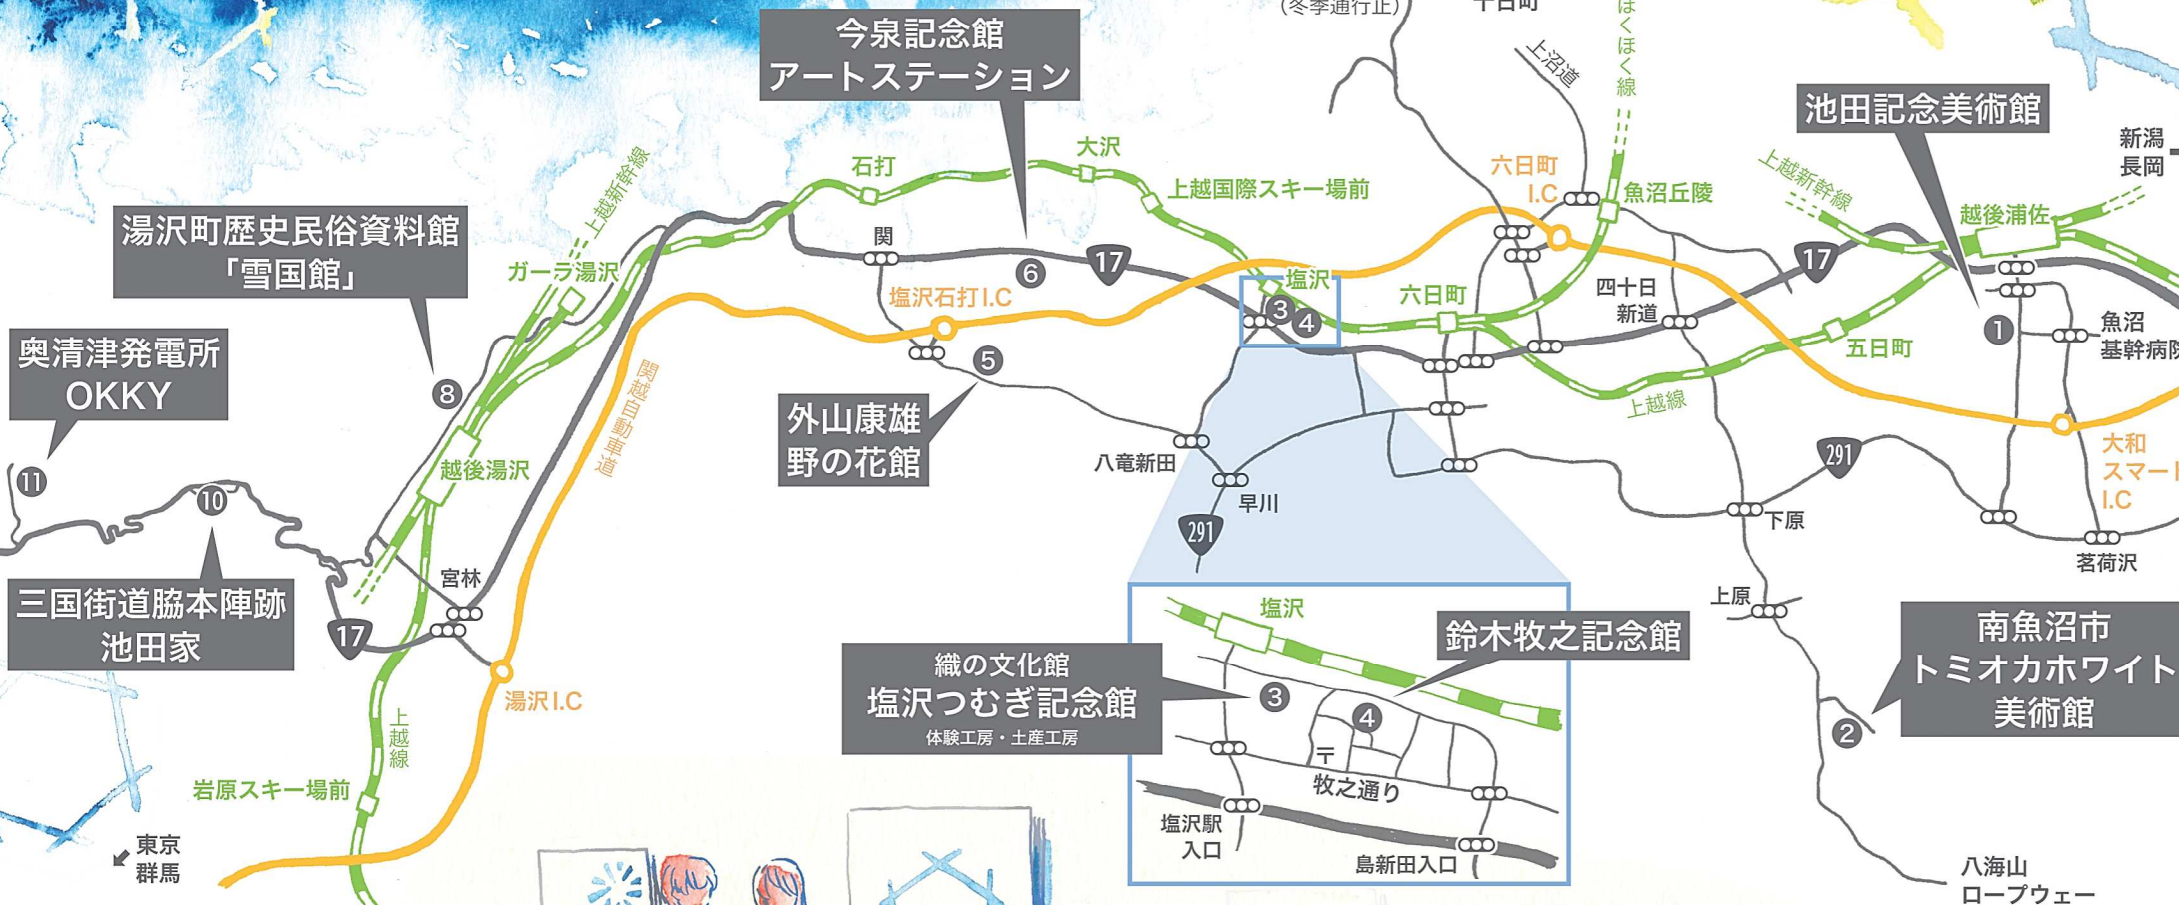 (冬季通行止)
十日町
ほくほく線
上沼道
今泉記念館
アートステーション
池田記念美術館
新潟
長岡
上越新幹線
石打
大沢
上越国際スキー場前
六日町
I.C
魚沼丘陵
上越新幹線
越後浦佐
湯沢町歴史民俗資料館
「雪国館」
ガーラ湯沢
関
6
17
塩沢石打I.C
塩沢
3
4
六日町
四十日
新道
17
1
魚沼
基幹病院
五日町
上越線
奥清津発電所
OKKY
8
関越自動車道
5
外山康雄
野の花館
八竜新田
早川
291
291
大和
スマート
I.C
下原
茗荷沢
11
10
越後湯沢
宮林
三国街道脇本陣跡
池田家
17
湯沢I.C
上越線
岩原スキー場前
東京
群馬
塩沢
鈴木牧之記念館
織の文化館
塩沢つむぎ記念館
体験工房・土産工房
3
4
〒
牧之通り
塩沢駅
入口
島新田入口
上原
南魚沼市
トミオカホワイト
美術館
2
八海山
ロープウェー